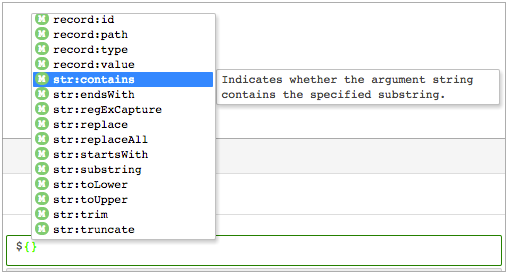 record:id
record:path
record:type
record:value
str:contains
Indicates whether the argument string
contains the specified substring.
str:endsWith
str:regExCapture
str:replace
str:replaceAll
str:startsWith
str:substring
str:toLower
str:toUpper
str:trim
str:truncate
${}